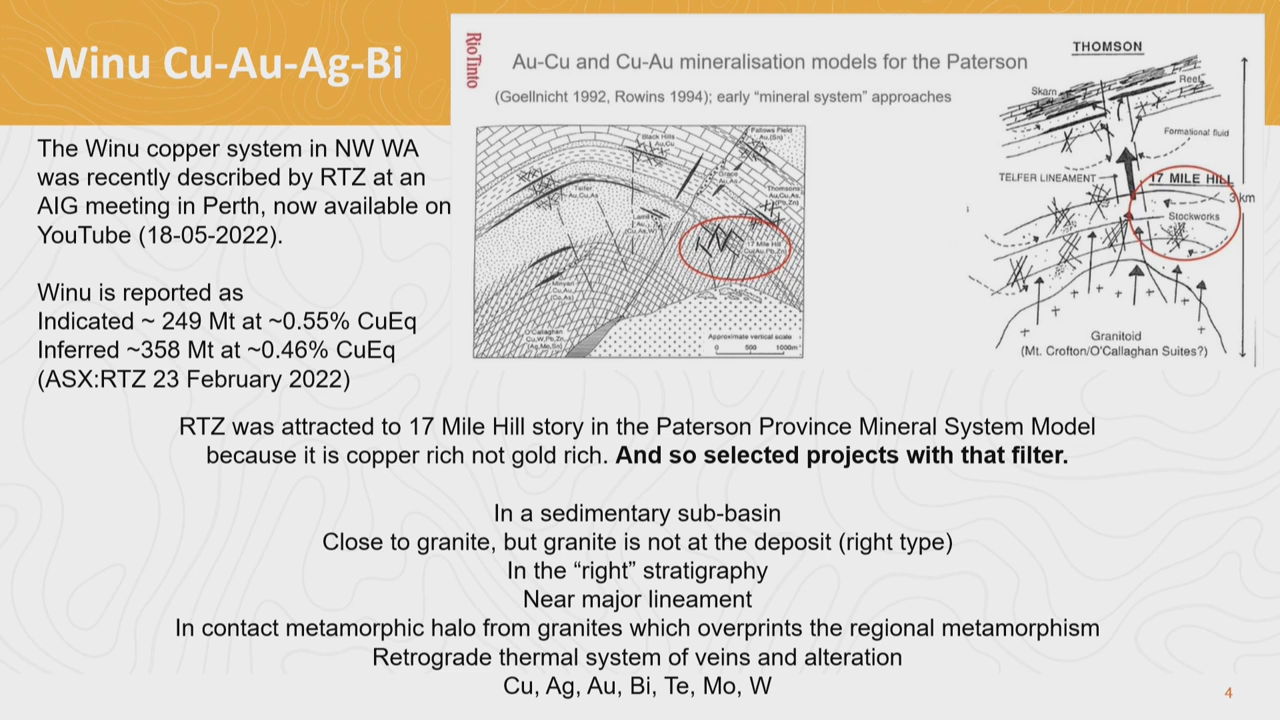 Winu Cu-Au-Ag-Bi
The Winu copper system in NW WA
was recently described by RTZ at an
AIG meeting in Perth, now available on
YouTube (18-05-2022).
Winu is reported as
Indicated ~ 249 Mt at ~0.55% CuEq
Inferred ~358 Mt at ~0.46% CuEq
(ASX:RTZ 23 February 2022)
RioTinto
Au-Cu and Cu-Au mineralisation models for the Paterson
(Goellnicht 1992, Rowins 1994); early “mineral system” approaches
Black Hills
Au,Cu
Fallows Field
Au,(Sn)
Grace
Au,As
Telfer
Au,Cu,As
Thomsons
Au,Cu,As
(Pb,Zn)
Lamil
Au,
(Cu,As,W)
17 Mile Hill
Cu(Au,Pb,Zn)
Minyari
Cu,Au
(Co,As)
O'Callaghan
Cu,W,Pb,Zn
(Ag,Mo,Sn)
Approximate vertical scale
0 500 1000m
THOMSON
Reef
Skarn
Formational fluid
TELFER LINEAMENT
17 MILE HILL
3 km
Stockworks
Granitoid
(Mt. Crofton/O'Callaghan Suites?)
RTZ was attracted to 17 Mile Hill story in the Paterson Province Mineral System Model
because it is copper rich not gold rich. And so selected projects with that filter.
In a sedimentary sub-basin
Close to granite, but granite is not at the deposit (right type)
In the “right” stratigraphy
Near major lineament
In contact metamorphic halo from granites which overprints the regional metamorphism
Retrograde thermal system of veins and alteration
Cu, Ag, Au, Bi, Te, Mo, W
4